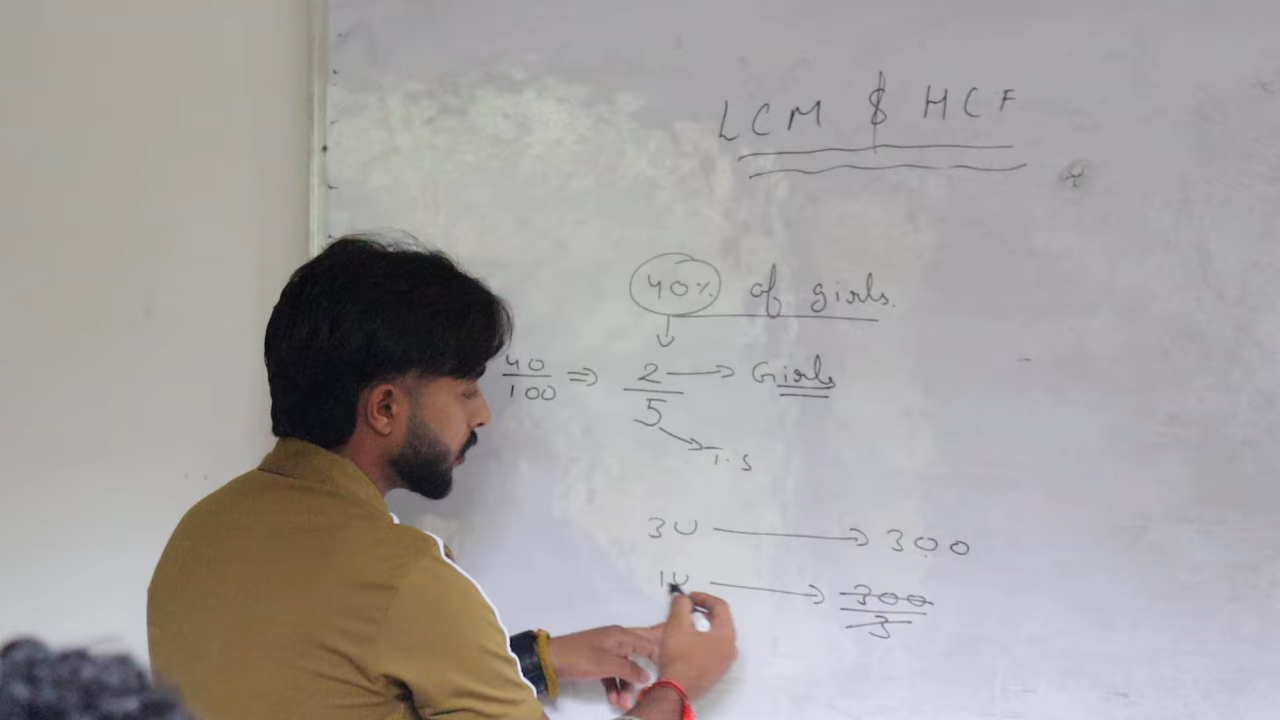 LCM & HCF
40% of girls.
40/100 ⇒ 2/5 → Girls
T.S
3U → 300
1U → 300/3